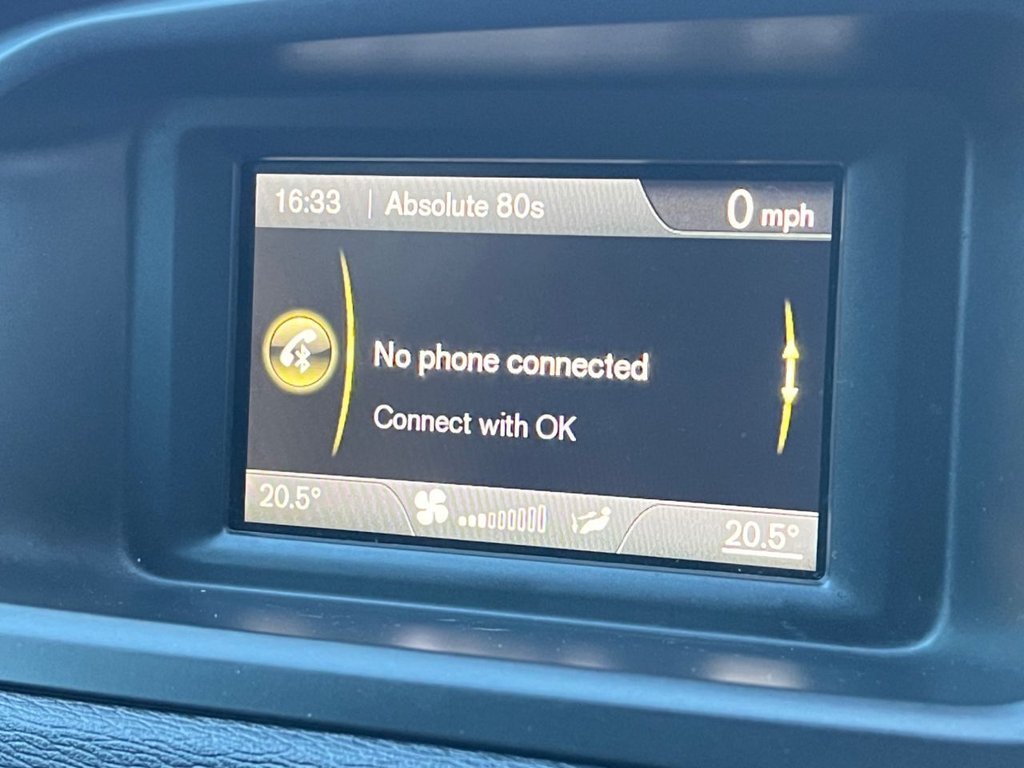 16:33 | Absolute 80s
0 mph
No phone connected
Connect with OK
20.5°
20.5°